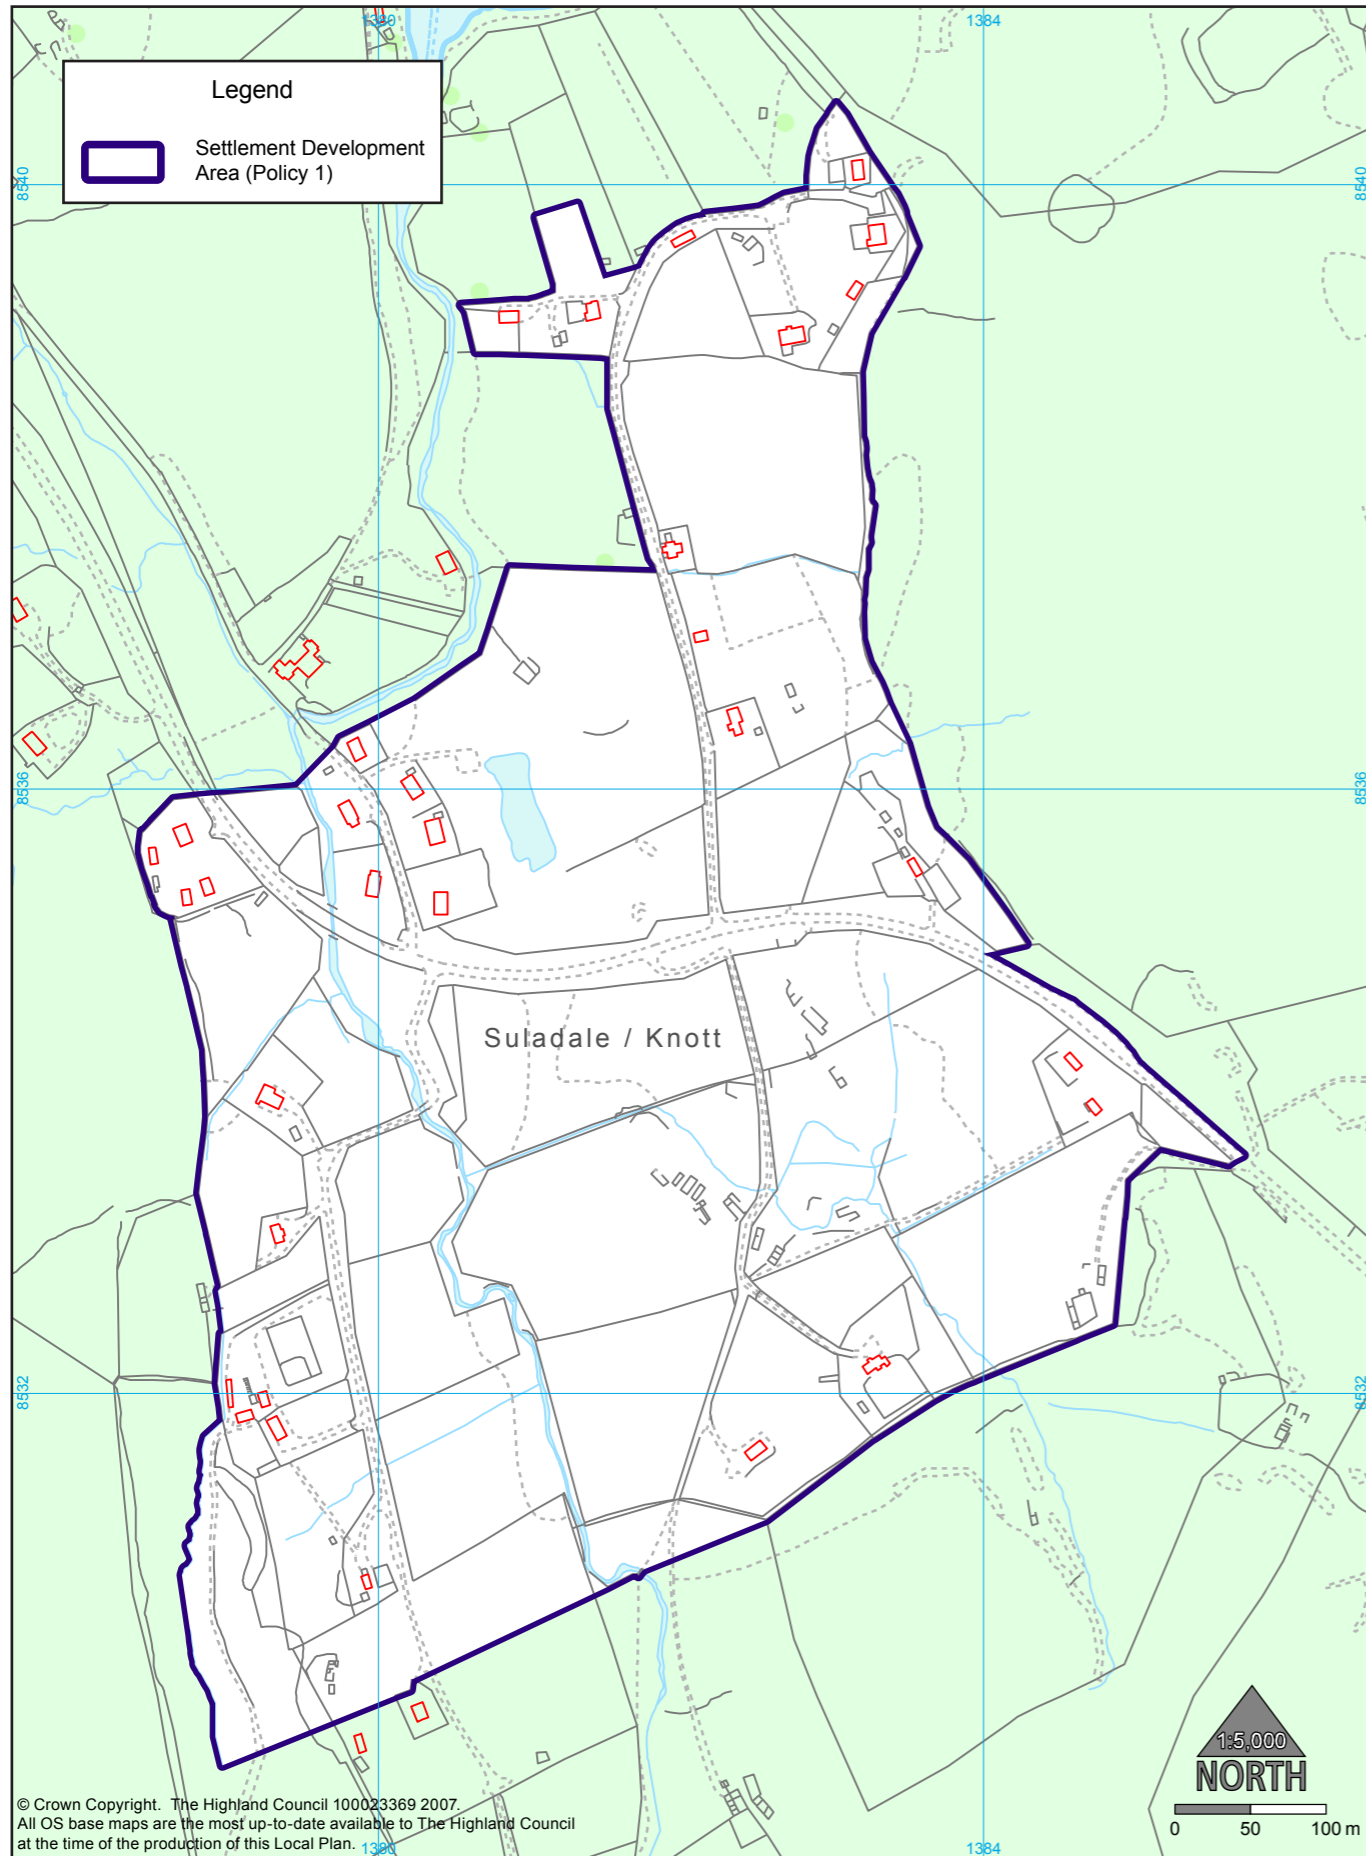 1380
1384
Legend
Settlement Development
Area (Policy 1)
8540
8540
8536
8536
Suladale / Knott
8532
8532
1:5,000
NORTH
0 50 100 m
© Crown Copyright. The Highland Council 100023369 2007.
All OS base maps are the most up-to-date available to The Highland Council
at the time of the production of this Local Plan.
1380
1384